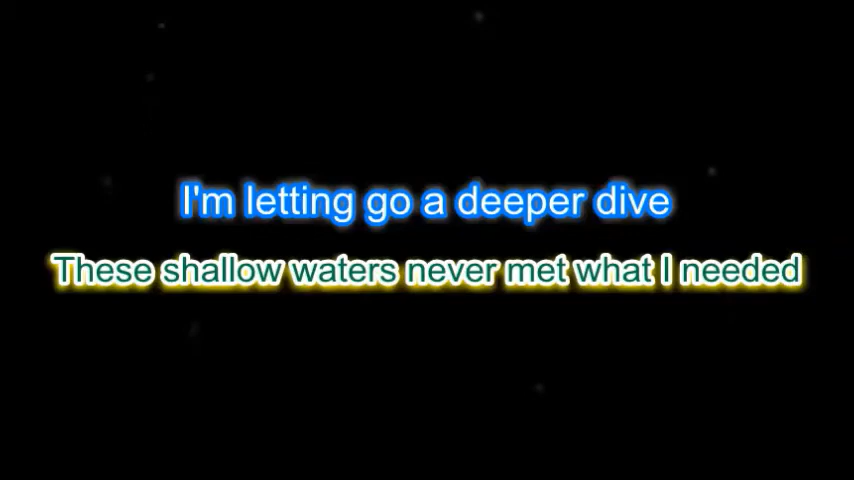 I'm letting go a deeper dive
These shallow waters never met what I needed